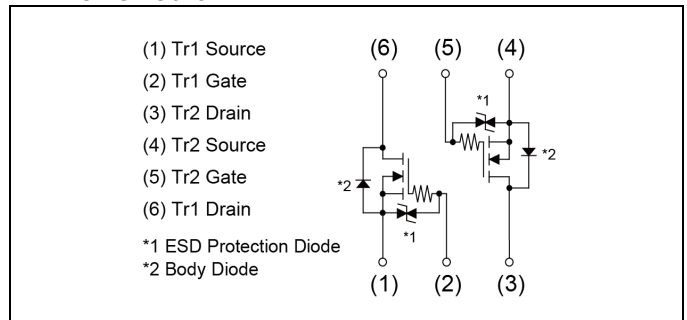 (1) Tr1 Source
(2) Tr1 Gate
(3) Tr2 Drain
(4) Tr2 Source
(5) Tr2 Gate
(6) Tr1 Drain
*1 ESD Protection Diode
*2 Body Diode
(6) (5) (4)
*1
*2
*2
*1
(1) (2) (3)